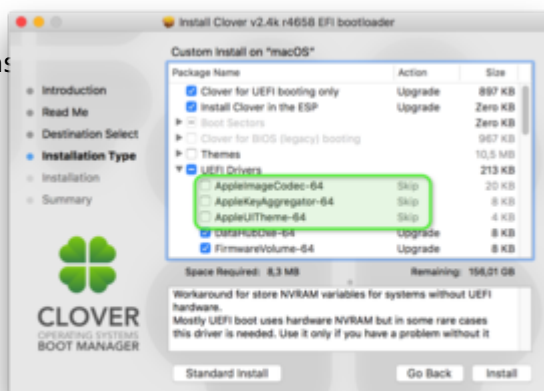 Install Clover v2.4k r4658 EFI bootloader
Custom Install on "macOS"
Package Name Action Size
Clover for UEFI booting only Upgrade 897 KB
Install Clover in the ESP Upgrade Zero KB
Boot Sectors Zero KB
Clover for BIOS (legacy) booting 967 KB
Themes 10,5 MB
UEFI Drivers 213 KB
AppleImageCodec-64 Skip 20 KB
AppleKeyAggregator-64 Skip 8 KB
AppleUITheme-64 Skip 4 KB
DataHubDxe-64 Upgrade 8 KB
FirmwareVolume-64 Upgrade 8 KB
Introduction
Read Me
Destination Select
Installation Type
Installation
Summary
Space Required: 8,3 MB Remaining: 156,01 GB
Workaround for store NVRAM variables for systems without UEFI
hardware.
Mostly UEFI boot uses hardware NVRAM but in some rare cases
this driver is needed. Use it only if you have a problem without it
CLOVER
OPERATING SYSTEMS
BOOT MANAGER
Standard Install Go Back Install